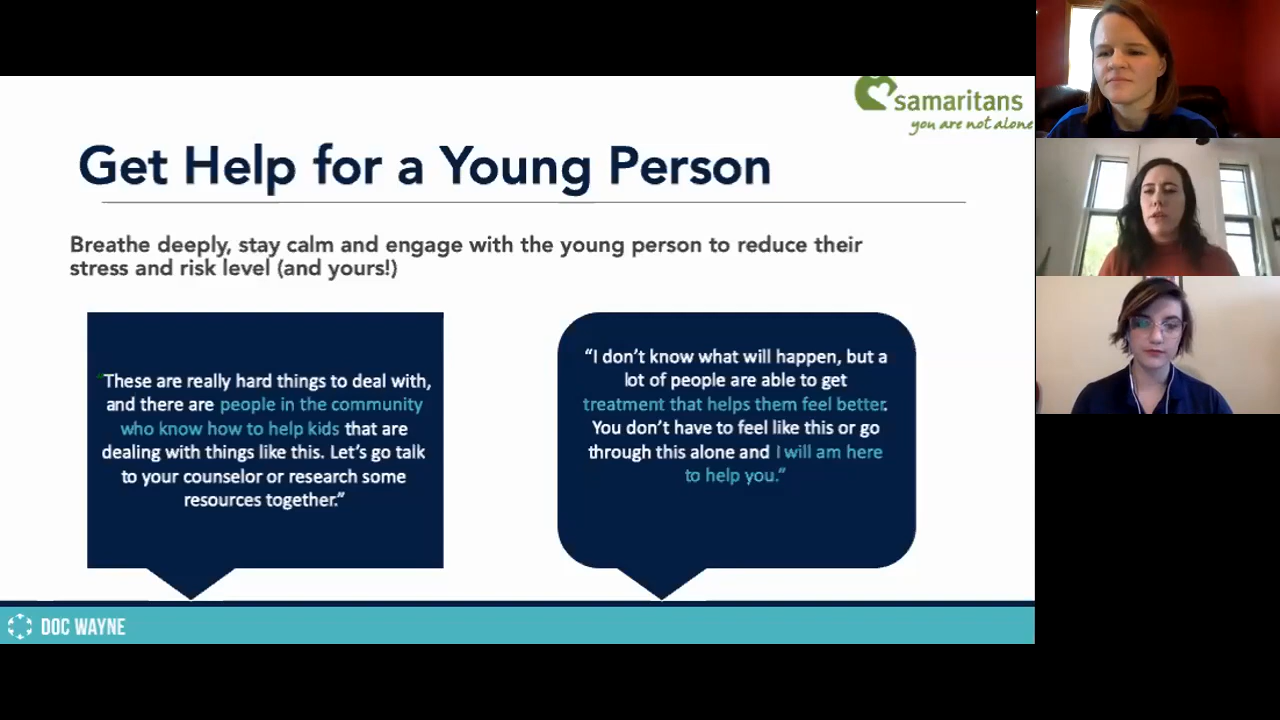 samaritans
you are not alone
Get Help for a Young Person
Breathe deeply, stay calm and engage with the young person to reduce their
stress and risk level (and yours!)
“These are really hard things to deal with,
and there are people in the community
who know how to help kids that are
dealing with things like this. Let’s go talk
to your counselor or research some
resources together.”
“I don’t know what will happen, but a
lot of people are able to get
treatment that helps them feel better.
You don’t have to feel like this or go
through this alone and I will am here
to help you.”
DOC WAYNE